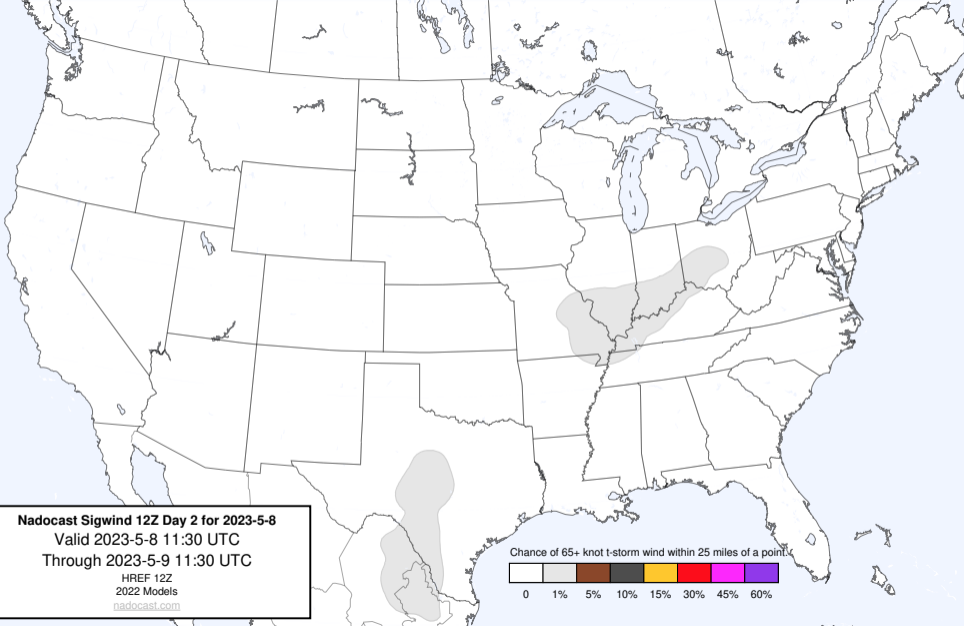 Nadocast Sigwind 12Z Day 2 for 2023-5-8
Valid 2023-5-8 11:30 UTC
Through 2023-5-9 11:30 UTC
HREF 12Z
2022 Models
nadocast.com
Chance of 65+ knot t-storm wind within 25 miles of a point.
0 1% 5% 10% 15% 30% 45% 60%